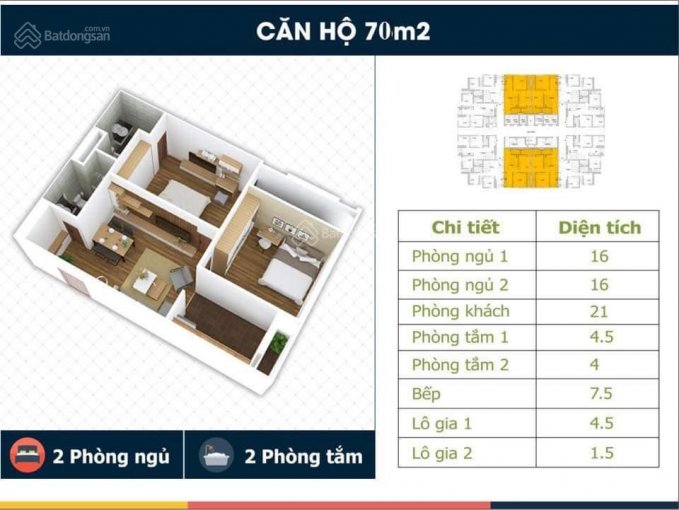 Batdongsan
.com.vn
CĂN HỘ 70m2
Batdongsan
Chi tiết Diện tích
Phòng ngủ 1 16
Phòng ngủ 2 16
Phòng khách 21
Phòng tắm 1 4.5
Phòng tắm 2 4
Bếp 7.5
Lô gia 1 4.5
Lô gia 2 1.5
2 Phòng ngủ
2 Phòng tắm